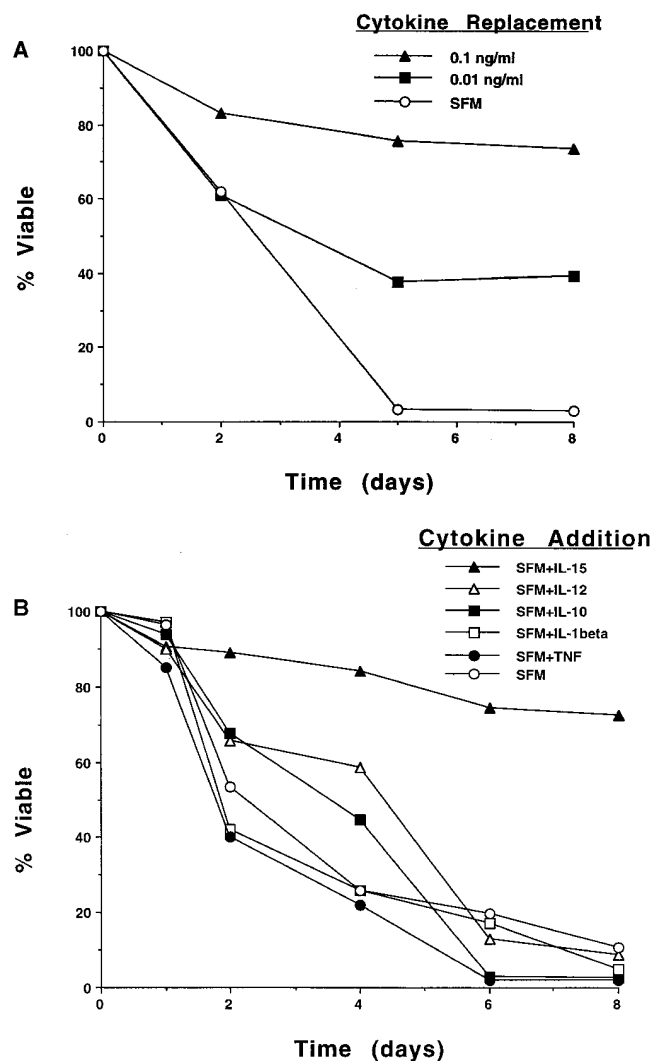 Cytokine Replacement
A
0.1 ng/ml
0.01 ng/ml
SFM
100
80
60
40
20
0
% Viable
0 2 4 6 8
Time (days)
Cytokine Addition
B
SFM+IL-15
SFM+IL-12
SFM+IL-10
SFM+IL-1beta
SFM+TNF
SFM
100
80
60
40
20
0
% Viable
0 2 4 6 8
Time (days)